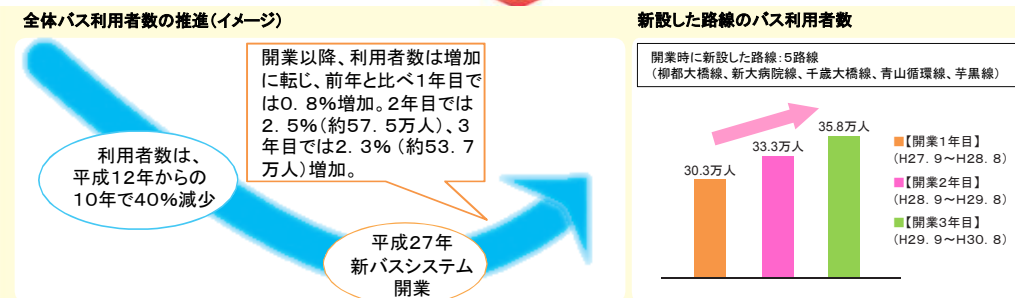 全体バス利用者数の推進(イメージ)
開業以降、利用者数は増加
に転じ、前年と比べ1年目で
は0.8%増加。2年目では
2.5%(約57.5万人)、3
年目では2.3%(約53.7
万人)増加。
利用者数は、
平成12年からの
10年で40%減少
平成27年
新バスシステム
開業
新設した路線のバス利用者数
開業時に新設した路線:5路線
(柳都大橋線、新大病院線、千歳大橋線、青山循環線、芋黒線)
30.3万人
33.3万人
35.8万人
■【開業1年目】
(H27.9~H28.8)
■【開業2年目】
(H28.9~H29.8)
■【開業3年目】
(H29.9~H30.8)